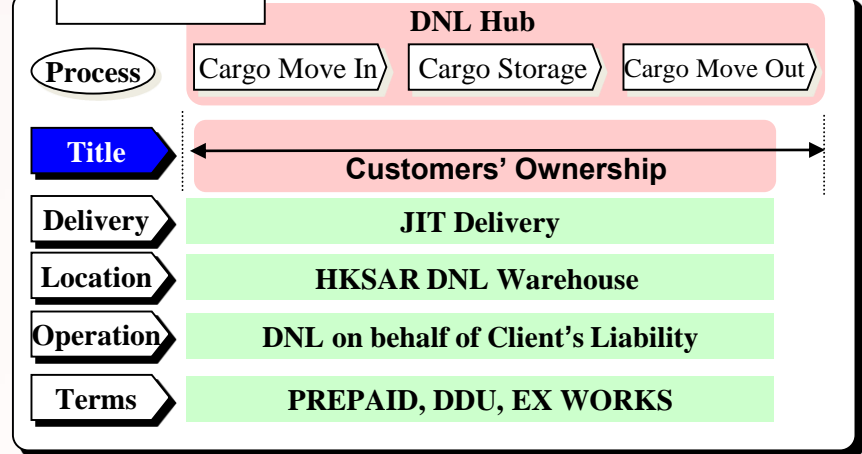 DNL Hub
Process
Cargo Move In
Cargo Storage
Cargo Move Out
Title
Customers’ Ownership
Delivery
JIT Delivery
Location
HKSAR DNL Warehouse
Operation
DNL on behalf of Client’s Liability
Terms
PREPAID, DDU, EX WORKS